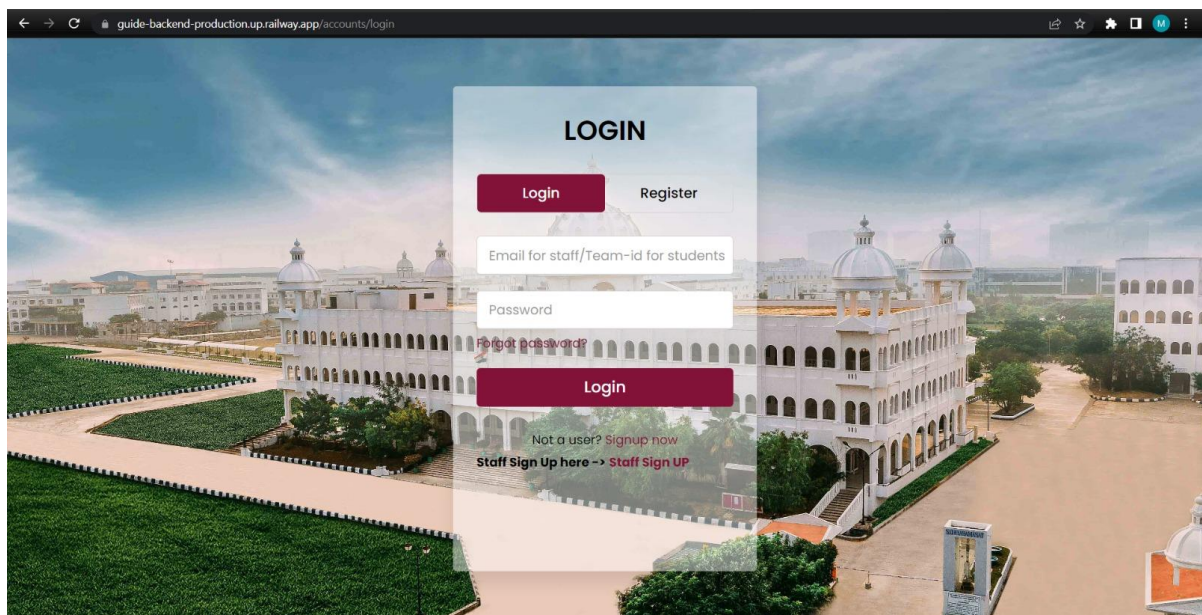 guide-backend-production.up.railway.app/accounts/login
M
LOGIN
Login Register
Email for staff/Team-id for students
Password
Forgot password?
Login
Not a user? Signup now
Staff Sign Up here -> Staff Sign UP